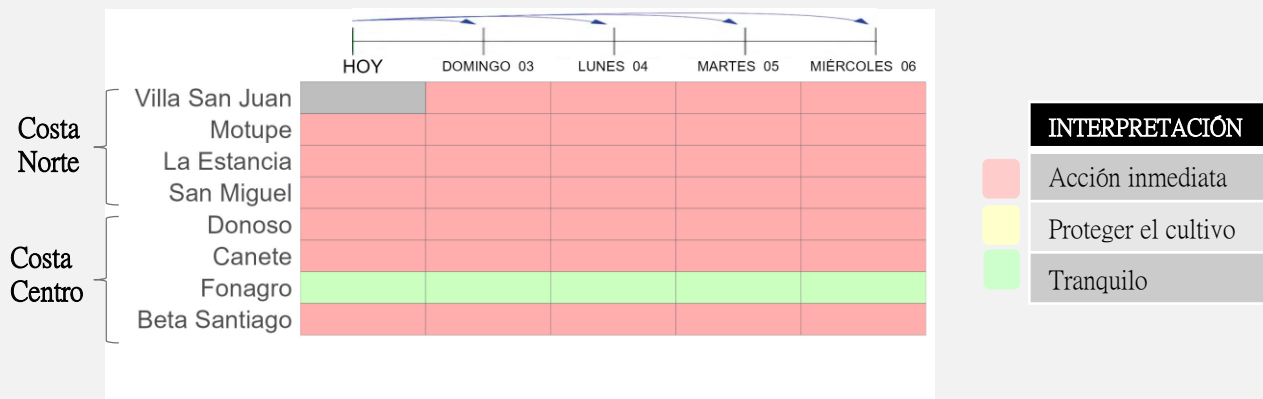 HOY DOMINGO 03 LUNES 04 MARTES 05 MIÉRCOLES 06
Costa
Norte
Villa San Juan
Motupe
La Estancia
San Miguel
Costa
Centro
Donoso
Canete
Fonagro
Beta Santiago
INTERPRETACIÓN
Acción inmediata
Proteger el cultivo
Tranquilo